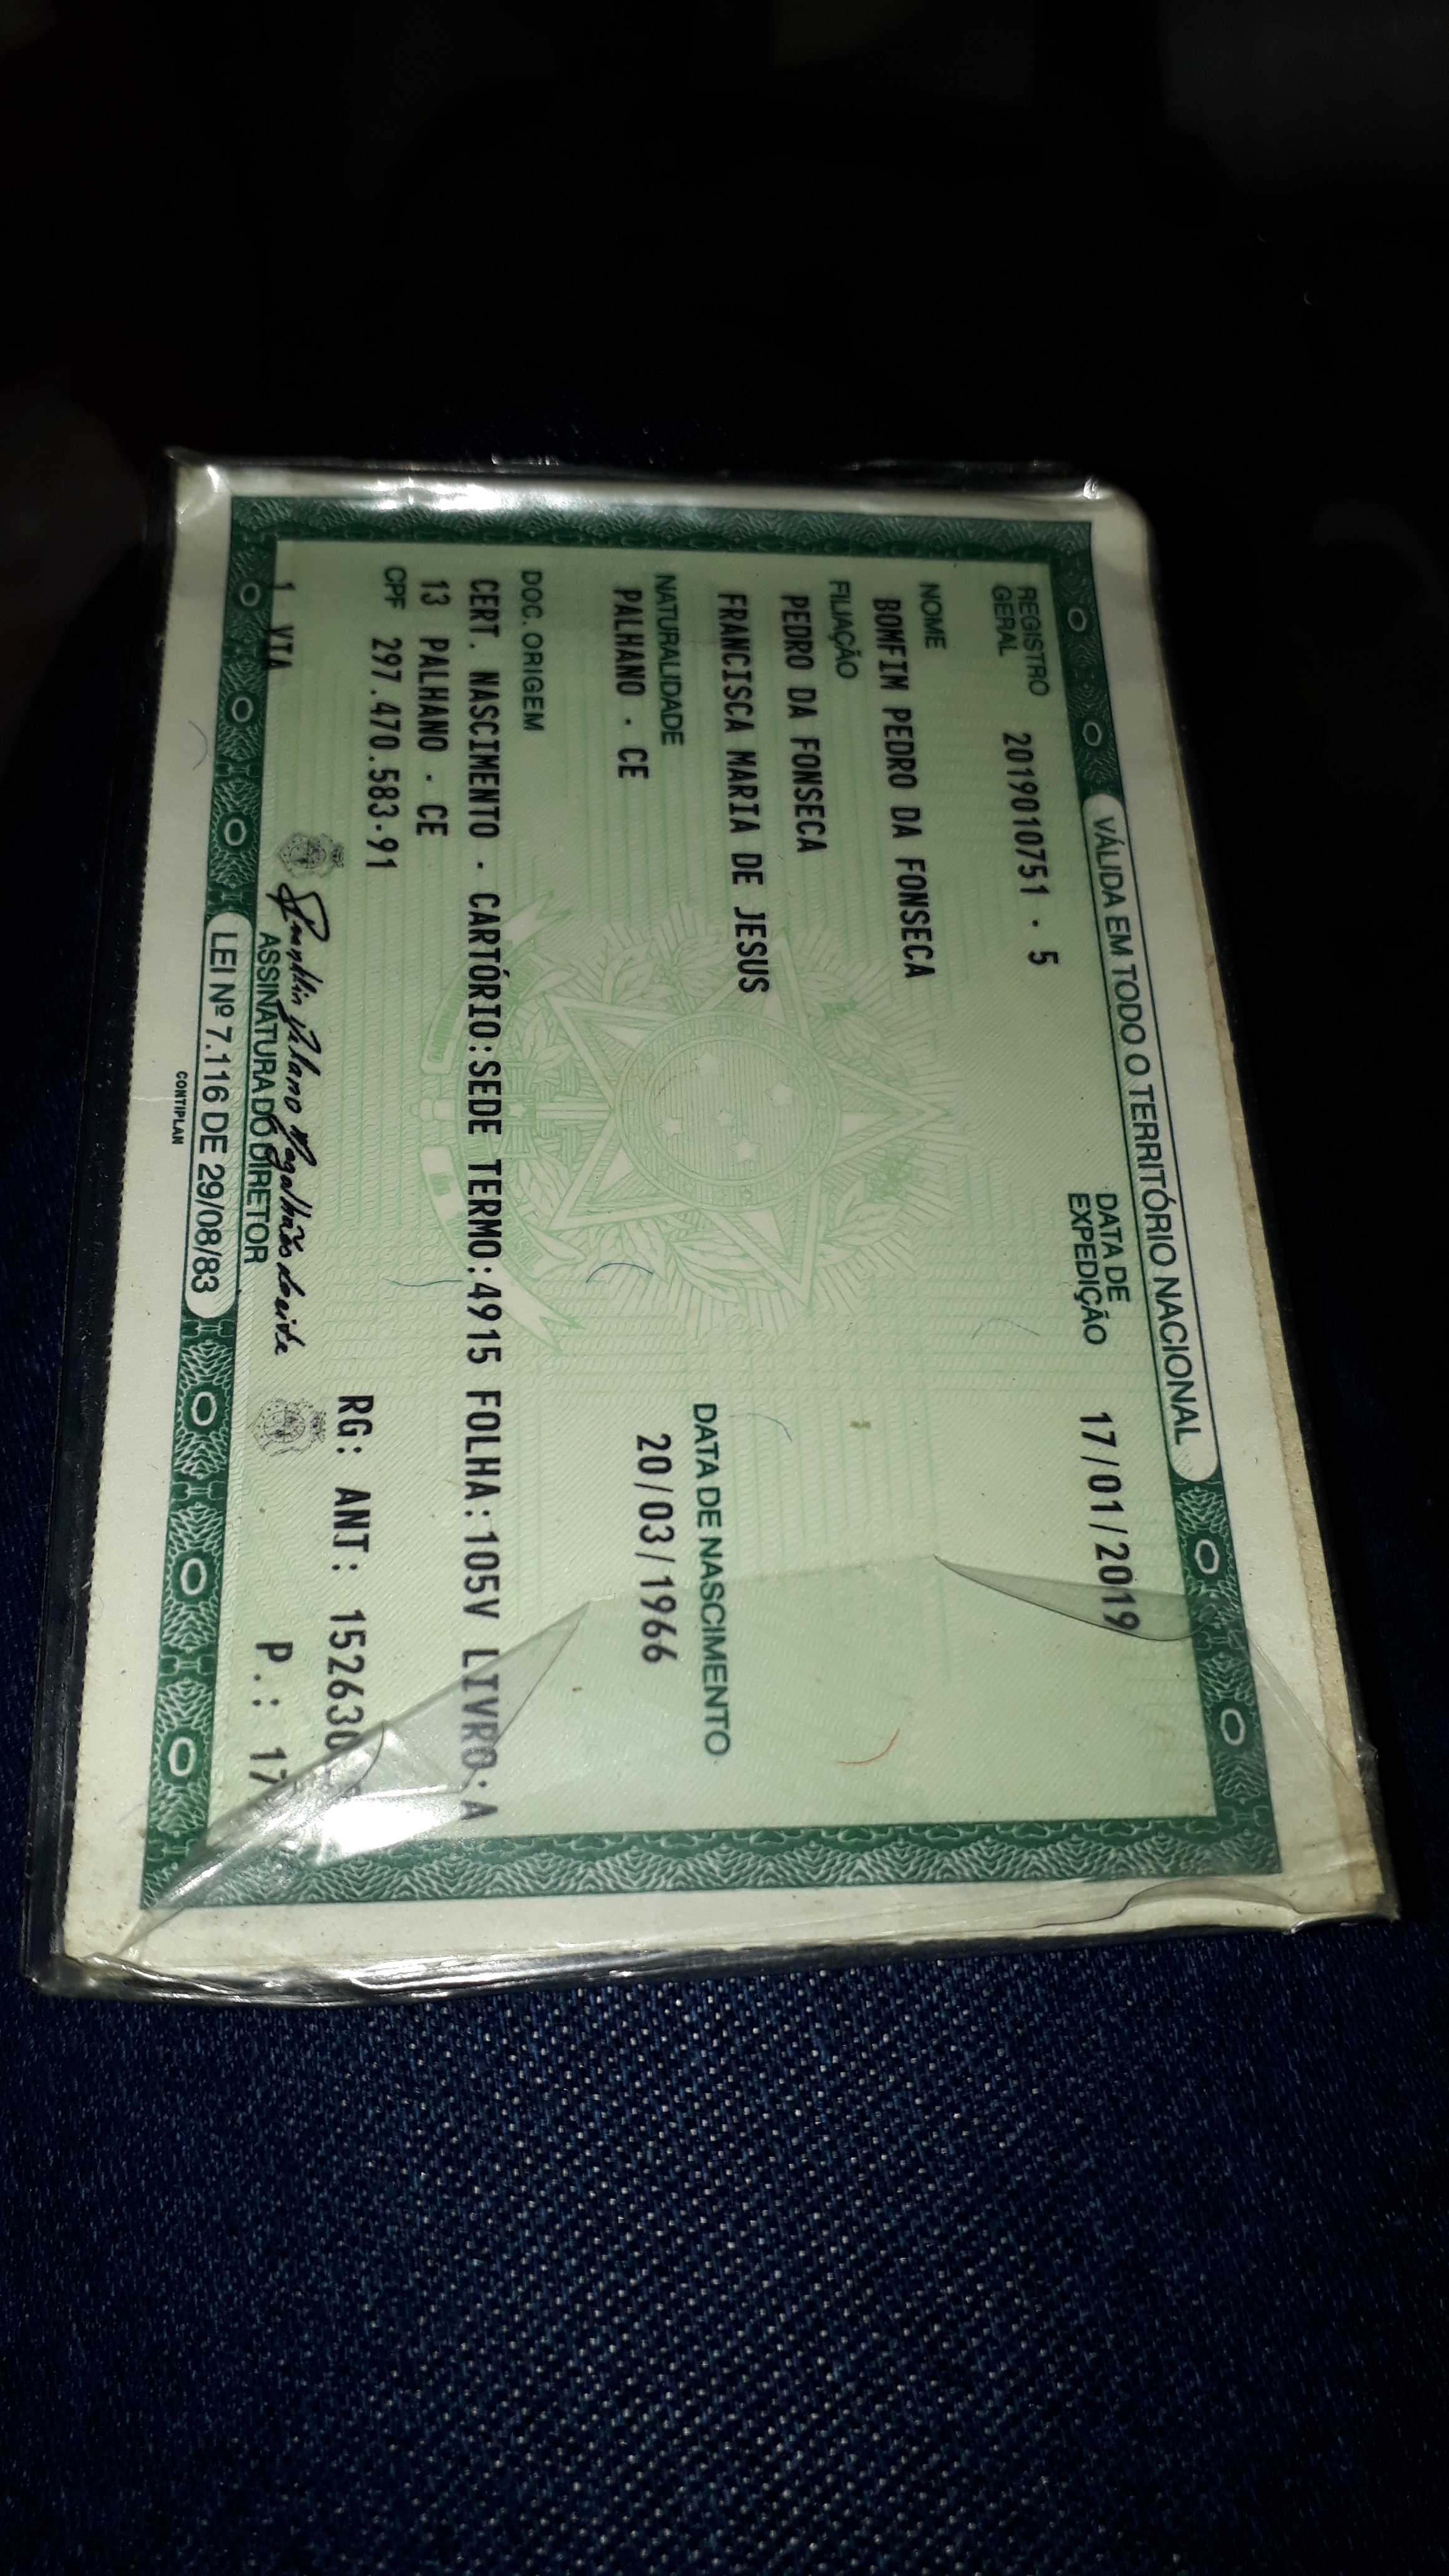 VÁLIDA EM TODO O TERRITÓRIO NACIONAL
REGISTRO GERAL 2019010751 - 5 DATA DE EXPEDIÇÃO 17/01/2019
NOME
BOMFIM PEDRO DA FONSECA
FILIAÇÃO
PEDRO DA FONSECA
FRANCISCA MARIA DE JESUS
NATURALIDADE DATA DE NASCIMENTO
PALHANO - CE 20/03/1966
DOC. ORIGEM
CERT. NASCIMENTO - CARTÓRIO:SEDE TERMO:4915 FOLHA:105V LIVRO:A
13 PALHANO - CE
CPF 297.470.583-91
RG: ANT: 152630
1 VIA P.: 17
ASSINATURA DO DIRETOR
LEI Nº 7.116 DE 29/08/83
CONTIPLAN